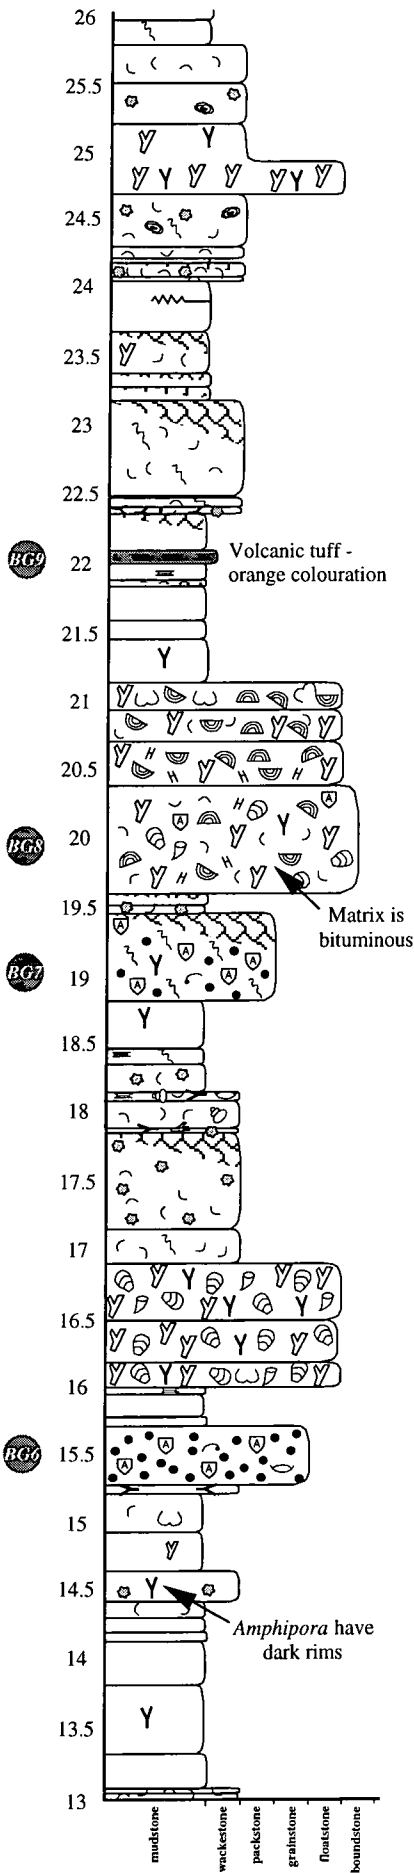 26
25.5
25
24.5
24
23.5
23
22.5
BG9
22
Volcanic tuff -
orange colouration
21.5
21
20.5
A
A
BG8
20
19.5
Matrix is
bituminous
A
A
A
BG7
19
A
A
18.5
18
17.5
17
16.5
16
A
A
BG6
15.5
A
A
15
14.5
Amphipora have
dark rims
14
13.5
13
mudstone
wackestone
packstone
grainstone
floatstone
boundstone